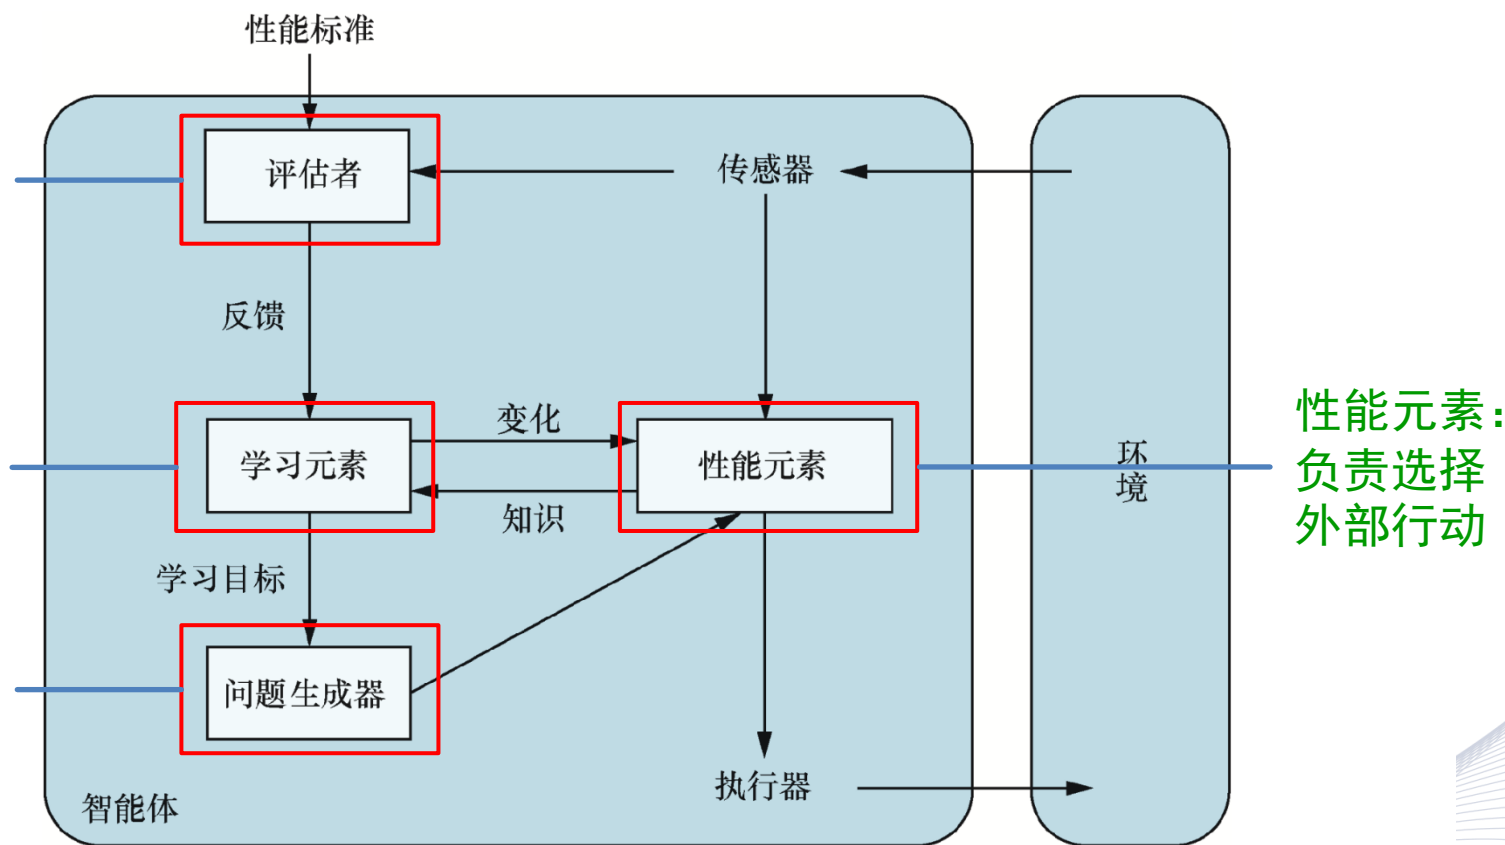 性能标准
评估者
传感器
反馈
变化
学习元素
性能元素
知识
学习目标
问题生成器
执行器
智能体
环
境
性能元素：
负责选择
外部行动